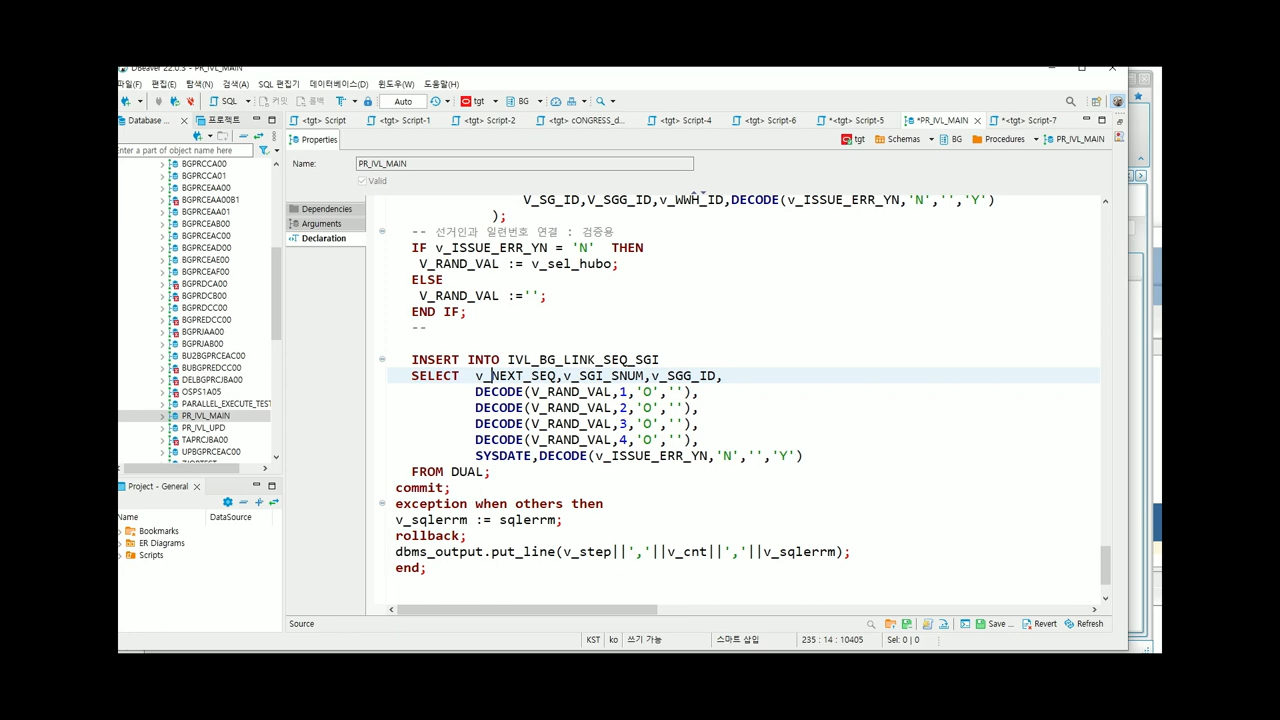 DBeaver 22.0.3 - PR_IVL_MAIN
파일(F) 편집(E) 탐색(N) 검색(A) SQL 편집기 데이터베이스(D) 윈도우(W) 도움말(H)
SQL 커밋 롤백 Auto tgt BG
Database ... 프로젝트 <tgt> Script <tgt> Script-1 <tgt> Script-2 <tgt> cONGRESS_d... <tgt> Script-4 <tgt> Script-6 *<tgt> Script-5 *PR_IVL_MAIN *<tgt> Script-7
Properties tgt Schemas BG Procedures PR_IVL_MAIN
Enter a part of object name here
Name: PR_IVL_MAIN
Valid
BGPRCCA00
BGPRCCA01
BGPRCEAA00
BGPRCEAA00B1
BGPRCEAA01
BGPRCEAB00
BGPRCEAC00
BGPRCEAD00
BGPRCEAE00
BGPRCEAF00
BGPRDCA00
BGPRDCB00
BGPRDCC00
BGPREDCC00
BGPRJAA00
BGPRJAB00
BU2BGPRCEAC00
BUBGPREDCC00
DELBGPRCJBA00
OSPS1A05
PARALLEL_EXECUTE_TEST
PR_IVL_MAIN
PR_IVL_UPD
TAPRCJBA00
UPBGPRCEAC00
Dependencies
Arguments
Declaration
V_SG_ID,V_SGG_ID,v_WWH_ID,DECODE(v_ISSUE_ERR_YN,'N','','Y')
);
-- 선거인과 일련번호 연결 : 검증용
IF v_ISSUE_ERR_YN = 'N' THEN
V_RAND_VAL := v_sel_hubo;
ELSE
V_RAND_VAL :='';
END IF;
--
INSERT INTO IVL_BG_LINK_SEQ_SGI
SELECT v_NEXT_SEQ,v_SGI_SNUM,v_SGG_ID,
DECODE(V_RAND_VAL,1,'O',''),
DECODE(V_RAND_VAL,2,'O',''),
DECODE(V_RAND_VAL,3,'O',''),
DECODE(V_RAND_VAL,4,'O',''),
SYSDATE,DECODE(v_ISSUE_ERR_YN,'N','','Y')
FROM DUAL;
commit;
exception when others then
v_sqlerrm := sqlerrm;
rollback;
dbms_output.put_line(v_step||','||v_cnt||','||v_sqlerrm);
end;
Project - General
Name DataSource
Bookmarks
ER Diagrams
Scripts
Source Save ... Revert Refresh
KST ko 쓰기 가능 스마트 삽입 235 : 14 : 10405 Sel: 0 | 0